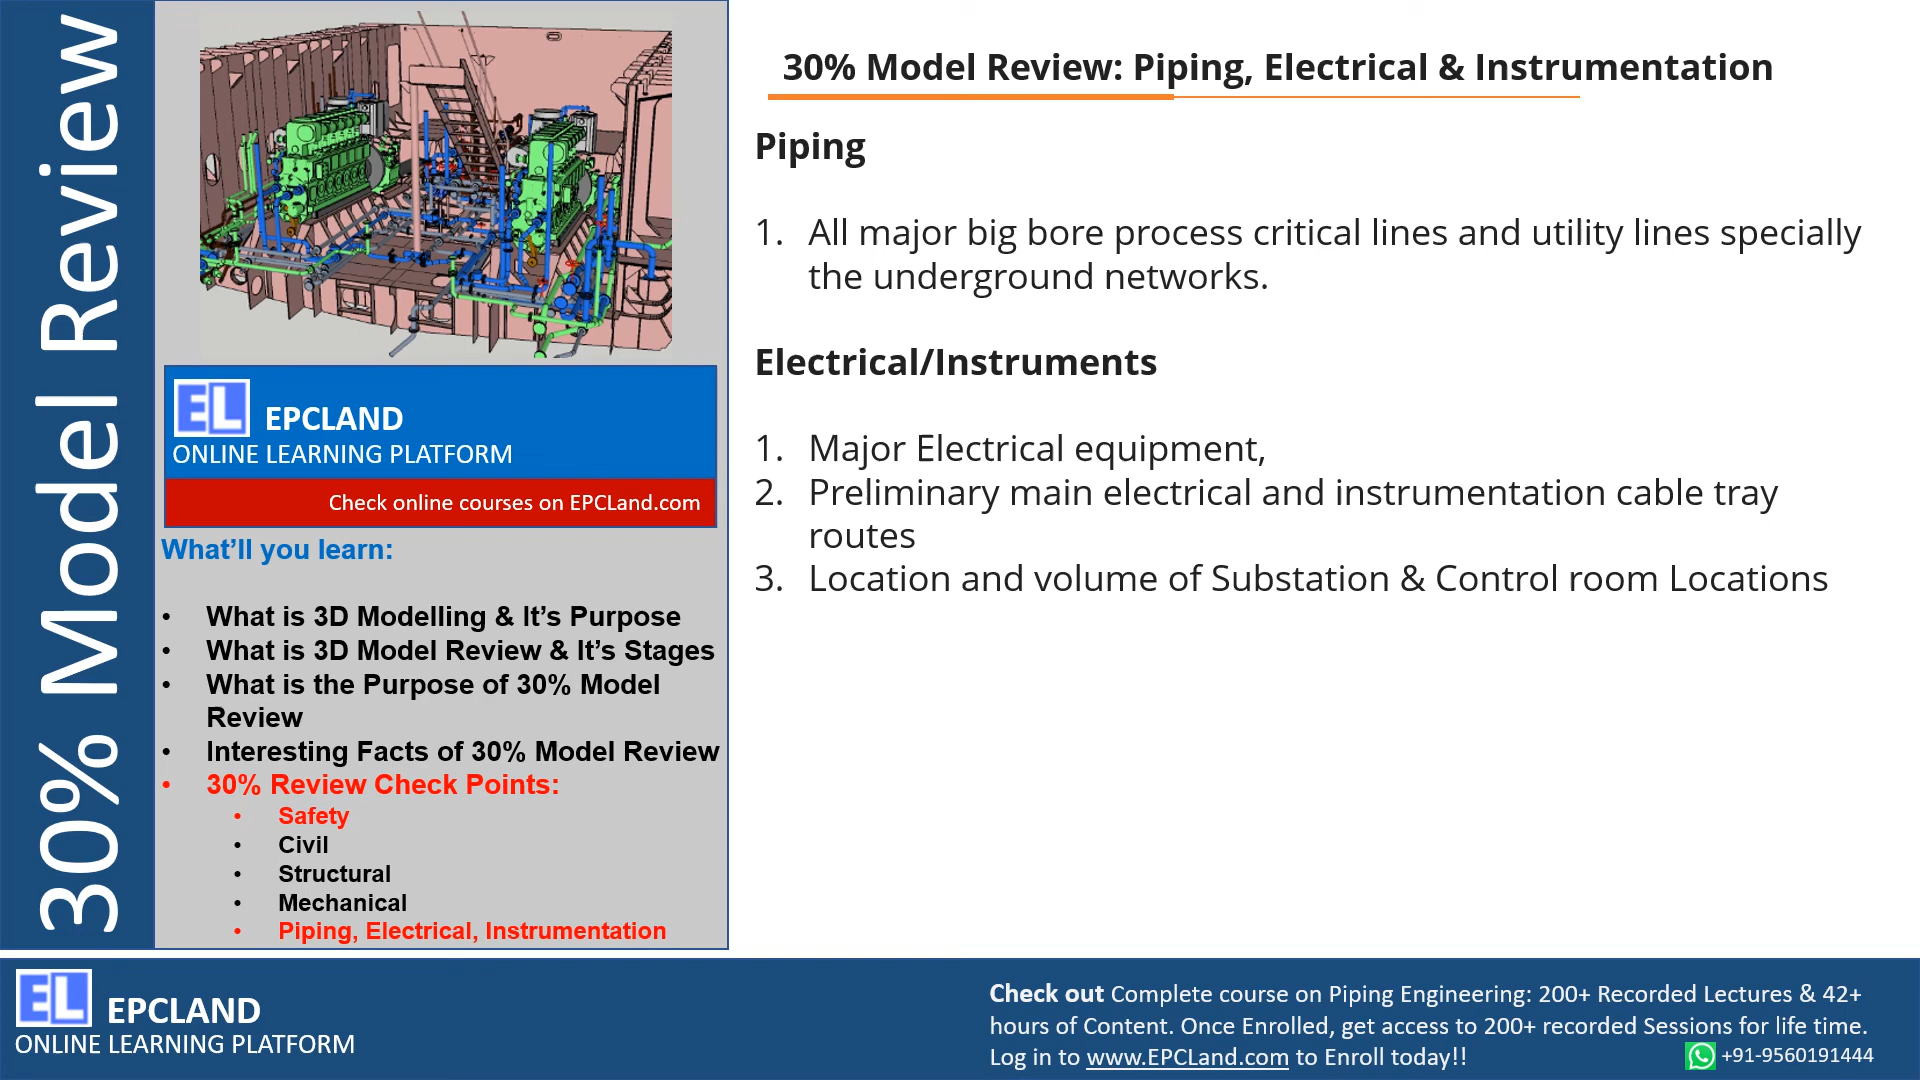 30% Model Review
EL EPCLAND
ONLINE LEARNING PLATFORM
Check online courses on EPCLand.com
What’ll you learn:
• What is 3D Modelling & It’s Purpose
• What is 3D Model Review & It’s Stages
• What is the Purpose of 30% Model
Review
• Interesting Facts of 30% Model Review
• 30% Review Check Points:
• Safety
• Civil
• Structural
• Mechanical
• Piping, Electrical, Instrumentation
30% Model Review: Piping, Electrical & Instrumentation
Piping
1. All major big bore process critical lines and utility lines specially
the underground networks.
Electrical/Instruments
1. Major Electrical equipment,
2. Preliminary main electrical and instrumentation cable tray
routes
3. Location and volume of Substation & Control room Locations
EL EPCLAND
ONLINE LEARNING PLATFORM
Check out Complete course on Piping Engineering: 200+ Recorded Lectures & 42+
hours of Content. Once Enrolled, get access to 200+ recorded Sessions for life time.
Log in to www.EPCLand.com to Enroll today!!
+91-9560191444